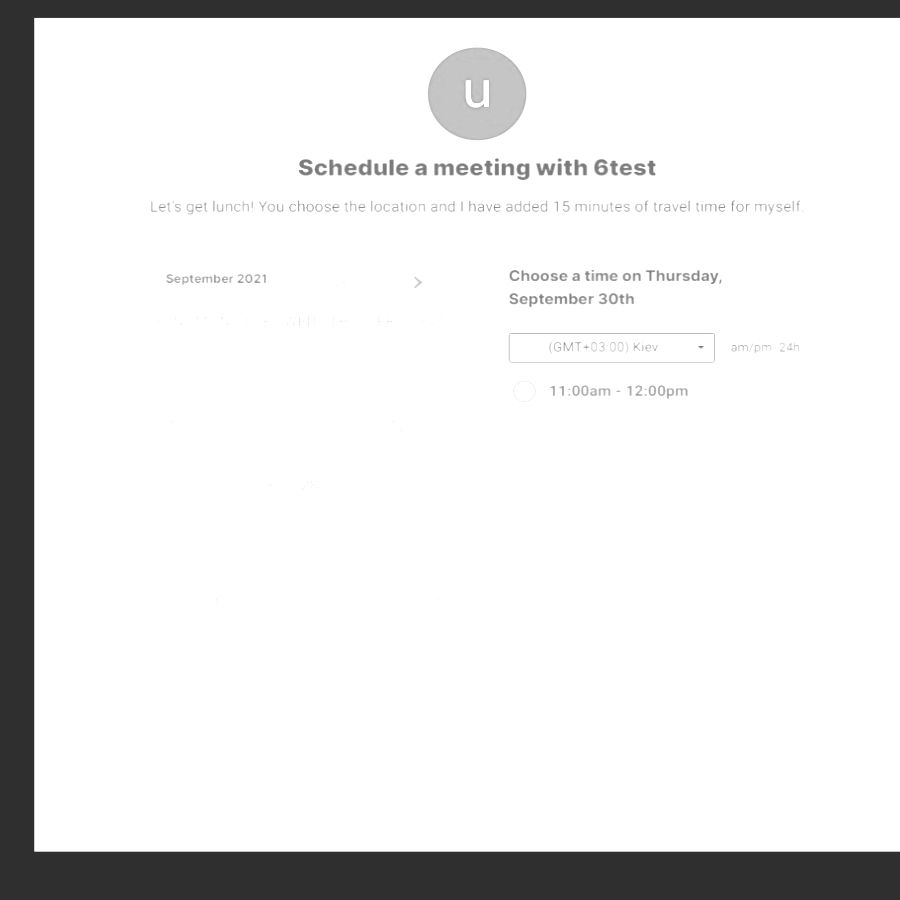 u
Schedule a meeting with 6test
Let's get lunch! You choose the location and I have added 15 minutes of travel time for myself.
September 2021
Choose a time on Thursday,
September 30th
(GMT+03:00) Kiev
am/pm 24h
11:00am - 12:00pm